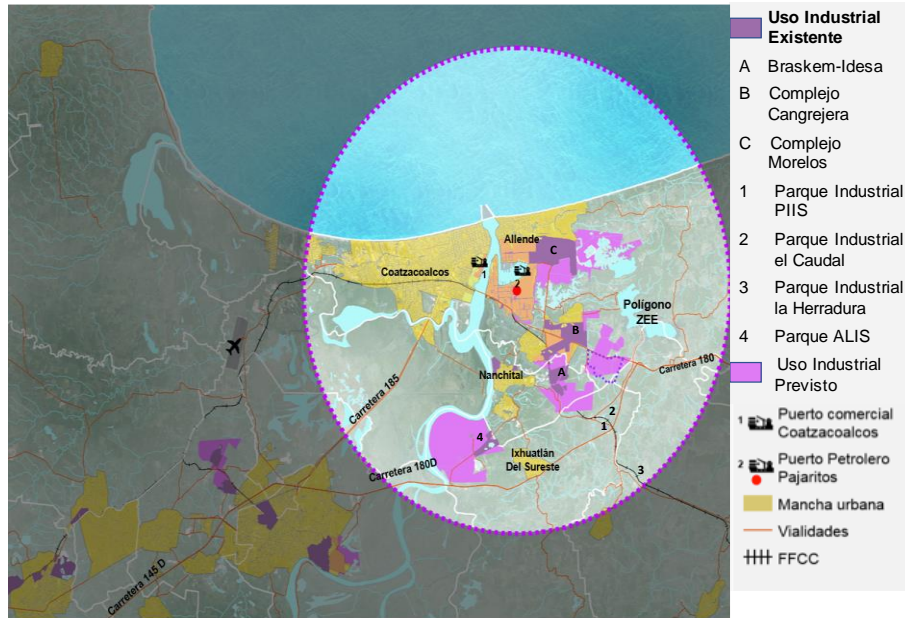 Allende
C
1
2
Coatzacoalcos
Polígono
ZEE
B
Nanchital
A
Carretera 180
Carretera 185
2
1
4
Ixhuatlán
Del Sureste
Carretera 180D
3
Carretera 145 D
Uso Industrial
Existente
A Braskem-Idesa
B Complejo
Cangrejera
C Complejo
Morelos
1 Parque Industrial
PIIS
2 Parque Industrial
el Caudal
3 Parque Industrial
la Herradura
4 Parque ALIS
Uso Industrial
Previsto
1 Puerto comercial
Coatzacoalcos
2 Puerto Petrolero
Pajaritos
Mancha urbana
Vialidades
FFCC